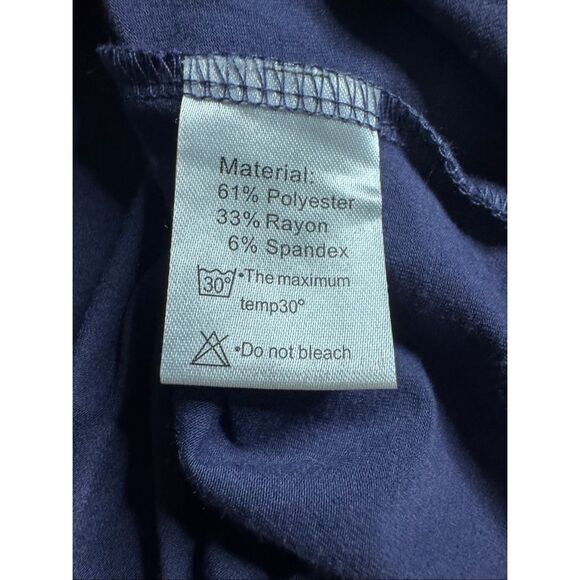 Material:
61% Polyester
33% Rayon
6% Spandex
30° •The maximum
temp30°
•Do not bleach